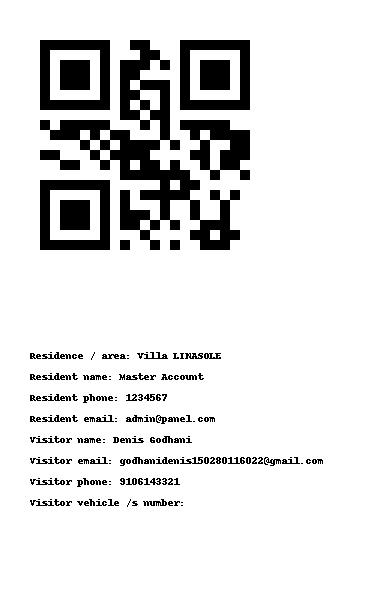 Residence / area: Villa LINASOLE
Resident name: Master Account
Resident phone: 1234567
Resident email: admin@panel.com
Visitor name: Denis Godhani
Visitor email: godhanidenis150280116022@gmail.com
Visitor phone: 9106143321
Visitor vehicle /s number: